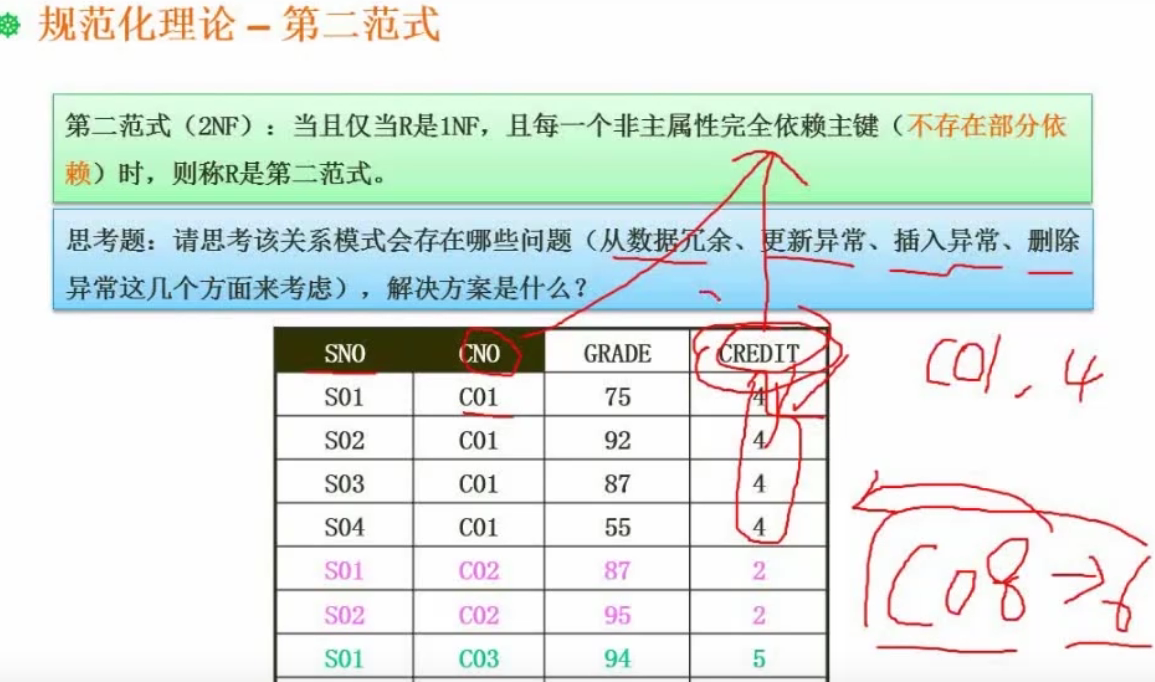 规范化理论 – 第二范式
第二范式（2NF）：当且仅当R是1NF，且每一个非主属性完全依赖主键（不存在部分依
赖）时，则称R是第二范式。
思考题：请思考该关系模式会存在哪些问题（从数据冗余、更新异常、插入异常、删除
异常这几个方面来考虑），解决方案是什么？
SNO CNO GRADE CREDIT
S01 C01 75 4
S02 C01 92 4
S03 C01 87 4
S04 C01 55 4
S01 C02 87 2
S02 C02 95 2
S01 C03 94 5
C01, 4
C08 → 6